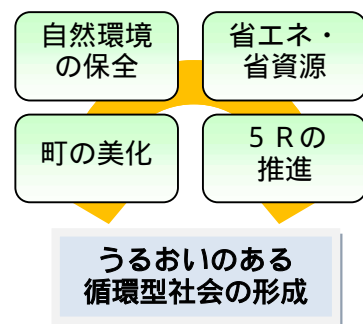 自然環境
の保全
省エネ・
省資源
町の美化
５Ｒの
推進
うるおいのある
循環型社会の形成